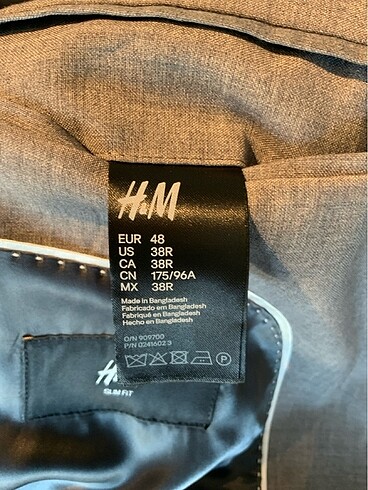 H&M
EUR 48
US 38R
CA 38R
CN 175/96A
MX 38R
Made in Bangladesh
Fabricado em Bangladesh
Fabriqué en Bangladesh
Hecho en Bangladesh
O/N 909700
P/N 0241602 3
P
H
SLIM FIT